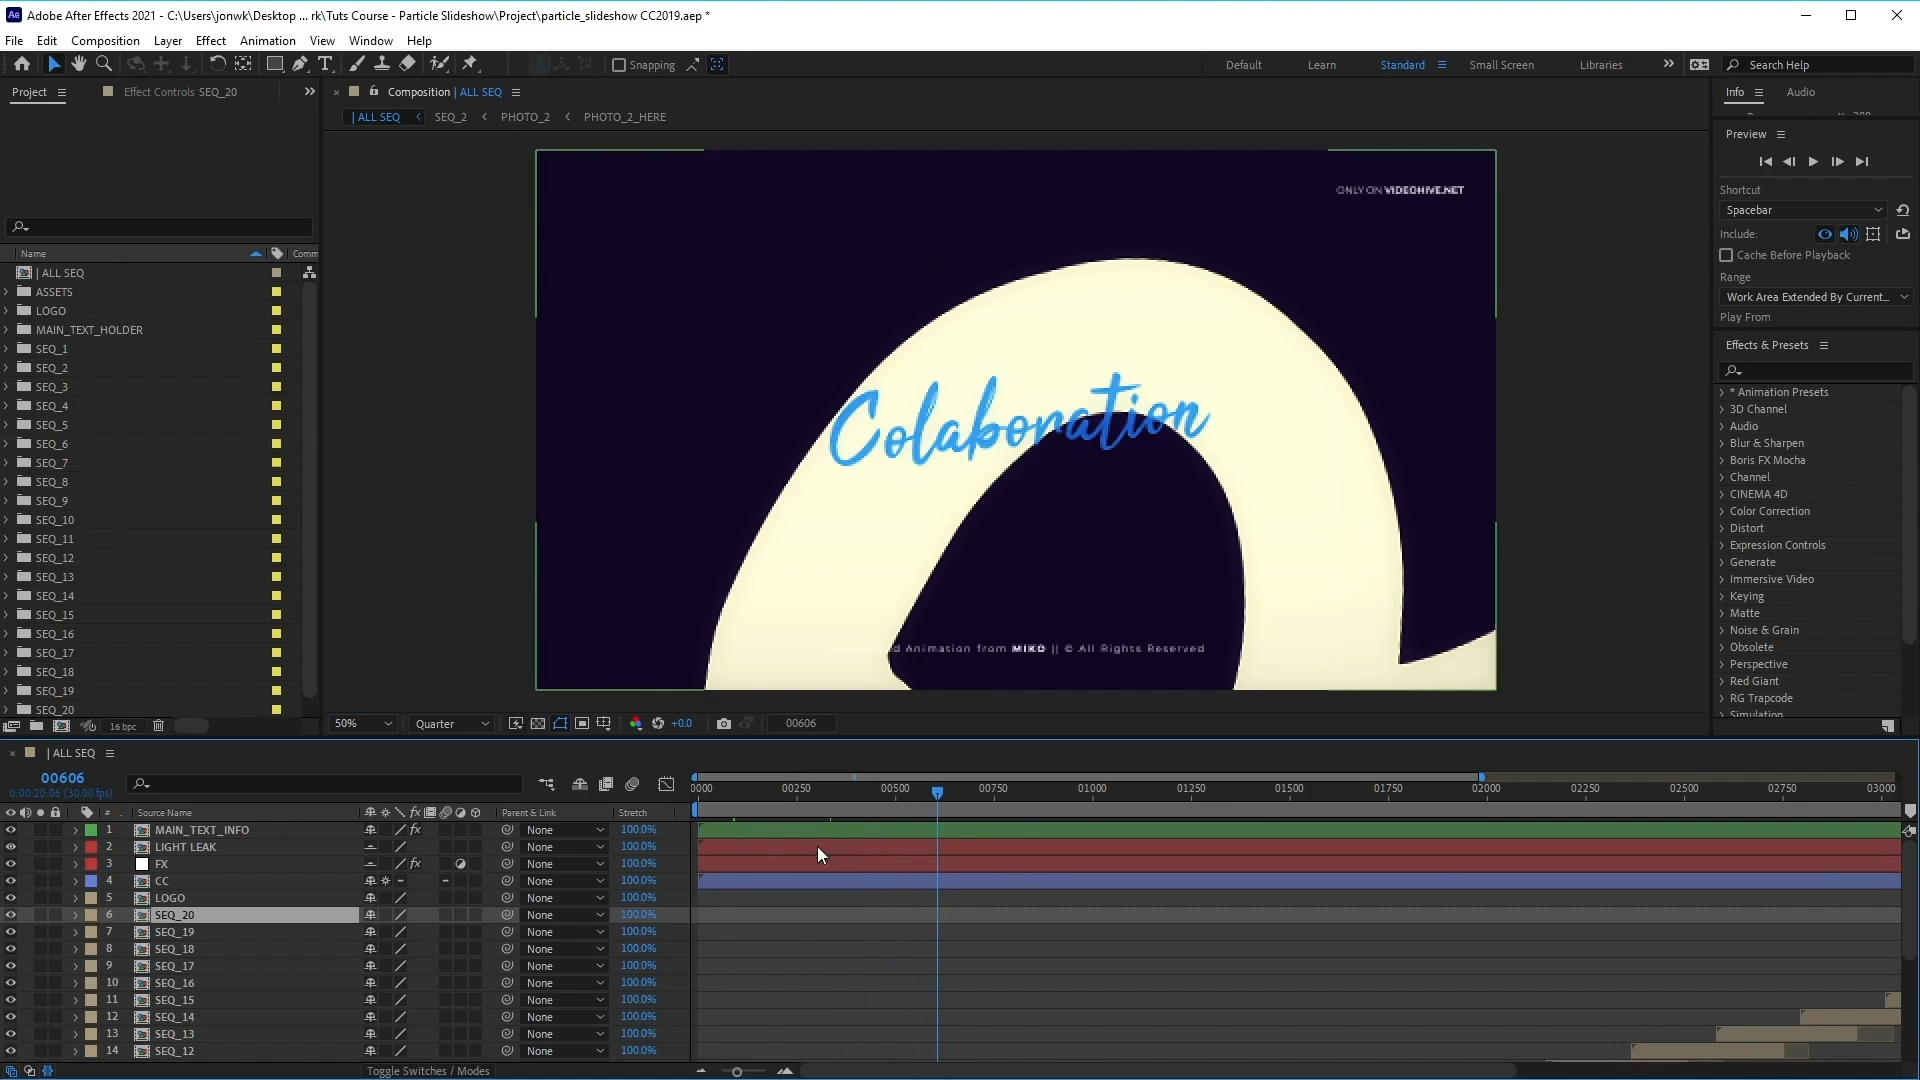 Adobe After Effects 2021 - C:\Users\jonwk\Desktop ... rk\Tuts Course - Particle Slideshow\Project\particle_slideshow CC2019.aep *
File Edit Composition Layer Effect Animation View Window Help
Snapping
Default Learn Standard Small Screen Libraries Search Help
Project Effect Controls SEQ_20
Composition | ALL SEQ
Info Audio
| ALL SEQ SEQ_2 PHOTO_2 PHOTO_2_HERE
ONLY ON VIDEOHIVE.NET
Colaboration
and Animation from MIKO || © All Rights Reserved
Preview
Shortcut
Spacebar
Include:
Cache Before Playback
Range
Work Area Extended By Current...
Play From
Effects & Presets
* Animation Presets
3D Channel
Audio
Blur & Sharpen
Boris FX Mocha
Channel
CINEMA 4D
Color Correction
Distort
Expression Controls
Generate
Immersive Video
Keying
Matte
Noise & Grain
Obsolete
Perspective
Red Giant
RG Trapcode
Simulation
Name Comm
| ALL SEQ
ASSETS
LOGO
MAIN_TEXT_HOLDER
SEQ_1
SEQ_2
SEQ_3
SEQ_4
SEQ_5
SEQ_6
SEQ_7
SEQ_8
SEQ_9
SEQ_10
SEQ_11
SEQ_12
SEQ_13
SEQ_14
SEQ_15
SEQ_16
SEQ_17
SEQ_18
SEQ_19
SEQ_20
16 bpc
50% Quarter +0.0 00606
| ALL SEQ
00606
0:00:20:06 (30.00 fps)
0000 00250 00500 00750 01000 01250 01500 01750 02000 02250 02500 02750 03000
# Source Name Parent & Link Stretch
1 MAIN_TEXT_INFO None 100.0%
2 LIGHT LEAK None 100.0%
3 FX None 100.0%
4 CC None 100.0%
5 LOGO None 100.0%
6 SEQ_20 None 100.0%
7 SEQ_19 None 100.0%
8 SEQ_18 None 100.0%
9 SEQ_17 None 100.0%
10 SEQ_16 None 100.0%
11 SEQ_15 None 100.0%
12 SEQ_14 None 100.0%
13 SEQ_13 None 100.0%
14 SEQ_12 None 100.0%
Toggle Switches / Modes